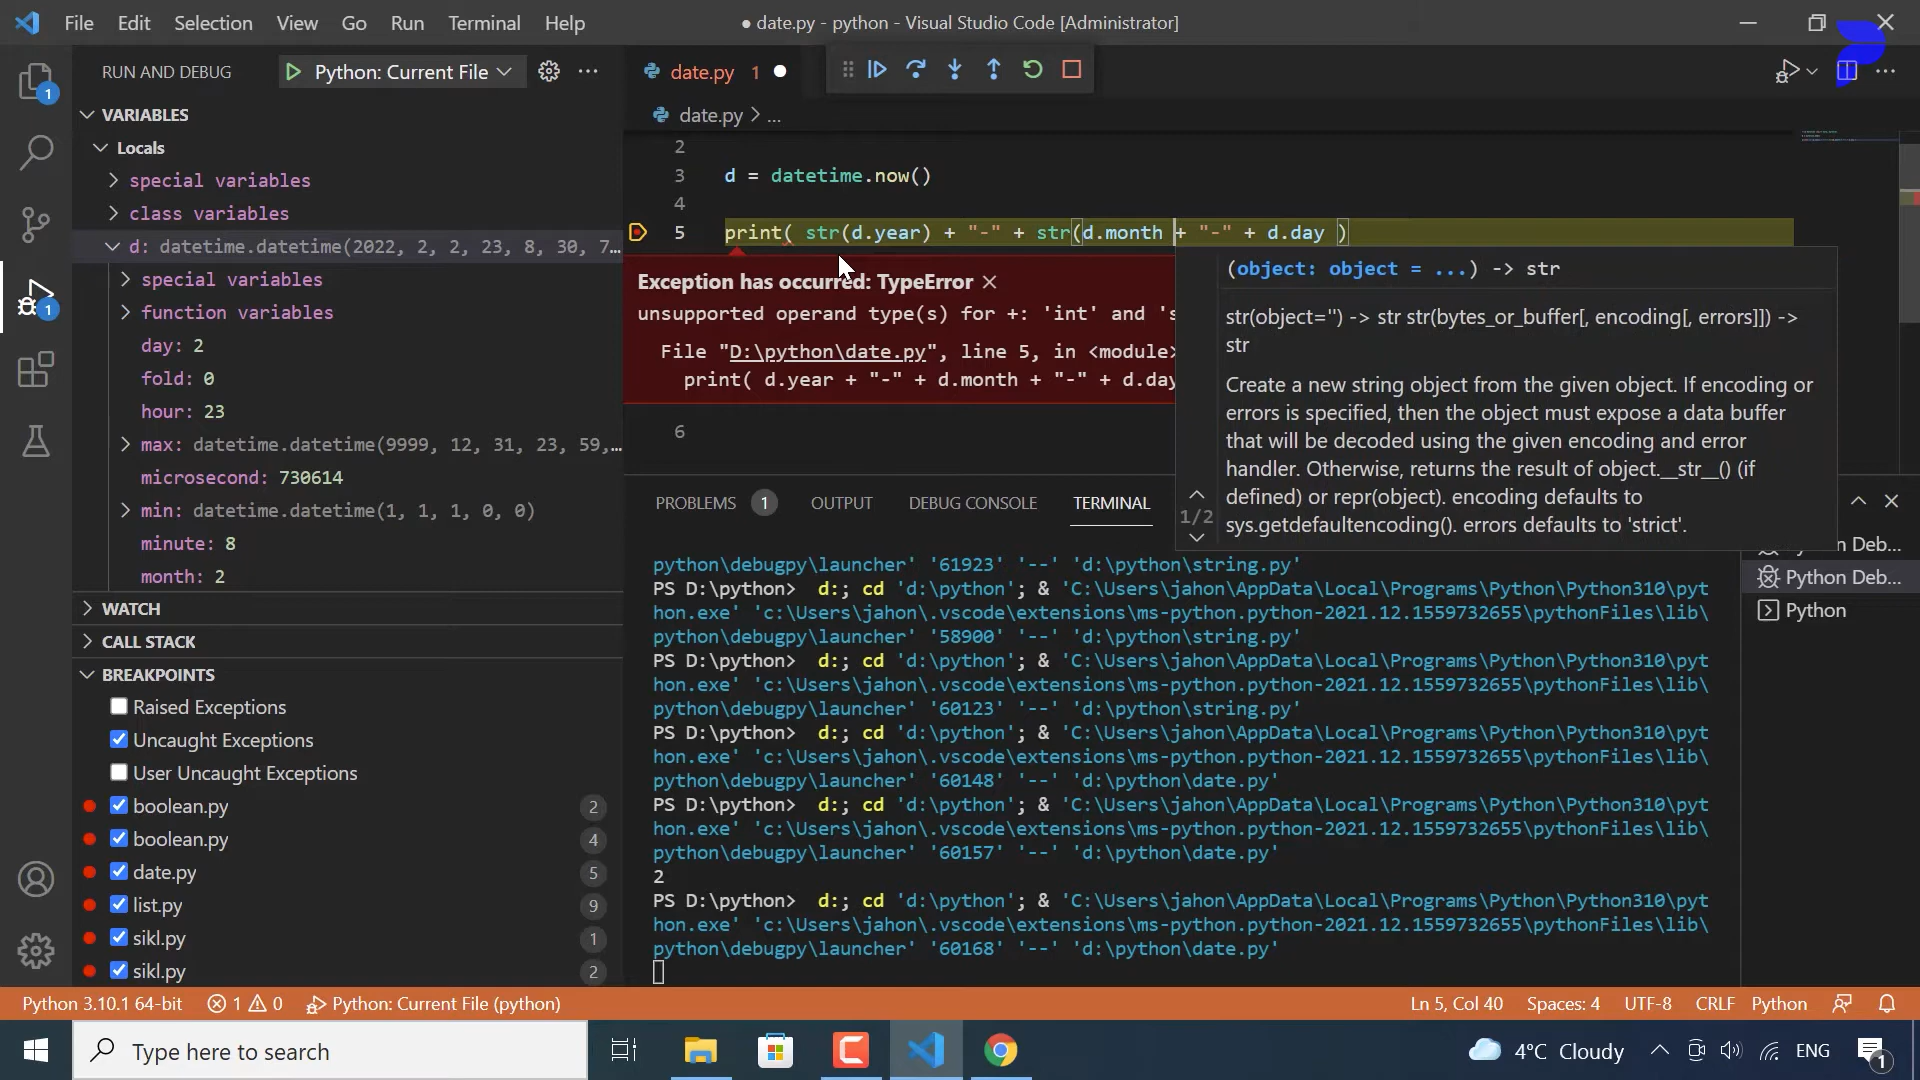 File Edit Selection View Go Run Terminal Help
● date.py - python - Visual Studio Code [Administrator]
RUN AND DEBUG
Python: Current File
VARIABLES
Locals
special variables
class variables
d: datetime.datetime(2022, 2, 2, 23, 8, 30, 7...
special variables
function variables
day: 2
fold: 0
hour: 23
max: datetime.datetime(9999, 12, 31, 23, 59,...
microsecond: 730614
min: datetime.datetime(1, 1, 1, 0, 0)
minute: 8
month: 2
WATCH
CALL STACK
BREAKPOINTS
Raised Exceptions
Uncaught Exceptions
User Uncaught Exceptions
boolean.py 2
boolean.py 4
date.py 5
list.py 9
sikl.py 1
sikl.py 2
1
1
date.py 1
date.py > ...
2
3 d = datetime.now()
4
5 print( str(d.year) + "-" + str(d.month + "-" + d.day )
Exception has occurred: TypeError
unsupported operand type(s) for +: 'int' and 's
File "D:\python\date.py", line 5, in <module>
print( d.year + "-" + d.month + "-" + d.day
6
(object: object = ...) -> str
str(object='') -> str str(bytes_or_buffer[, encoding[, errors]]) ->
str
Create a new string object from the given object. If encoding or
errors is specified, then the object must expose a data buffer
that will be decoded using the given encoding and error
handler. Otherwise, returns the result of object.__str__() (if
defined) or repr(object). encoding defaults to
sys.getdefaultencoding(). errors defaults to 'strict'.
1/2
PROBLEMS 1 OUTPUT DEBUG CONSOLE TERMINAL
python\debugpy\launcher' '61923' '--' 'd:\python\string.py'
PS D:\python> d:; cd 'd:\python'; & 'C:\Users\jahon\AppData\Local\Programs\Python\Python310\pyt
hon.exe' 'c:\Users\jahon\.vscode\extensions\ms-python.python-2021.12.1559732655\pythonFiles\lib\
python\debugpy\launcher' '58900' '--' 'd:\python\string.py'
PS D:\python> d:; cd 'd:\python'; & 'C:\Users\jahon\AppData\Local\Programs\Python\Python310\pyt
hon.exe' 'c:\Users\jahon\.vscode\extensions\ms-python.python-2021.12.1559732655\pythonFiles\lib\
python\debugpy\launcher' '60123' '--' 'd:\python\string.py'
PS D:\python> d:; cd 'd:\python'; & 'C:\Users\jahon\AppData\Local\Programs\Python\Python310\pyt
hon.exe' 'c:\Users\jahon\.vscode\extensions\ms-python.python-2021.12.1559732655\pythonFiles\lib\
python\debugpy\launcher' '60148' '--' 'd:\python\date.py'
PS D:\python> d:; cd 'd:\python'; & 'C:\Users\jahon\AppData\Local\Programs\Python\Python310\pyt
hon.exe' 'c:\Users\jahon\.vscode\extensions\ms-python.python-2021.12.1559732655\pythonFiles\lib\
python\debugpy\launcher' '60157' '--' 'd:\python\date.py'
2
PS D:\python> d:; cd 'd:\python'; & 'C:\Users\jahon\AppData\Local\Programs\Python\Python310\pyt
hon.exe' 'c:\Users\jahon\.vscode\extensions\ms-python.python-2021.12.1559732655\pythonFiles\lib\
python\debugpy\launcher' '60168' '--' 'd:\python\date.py'
n Deb...
Python Deb...
Python
Python 3.10.1 64-bit 1 0 Python: Current File (python)
Ln 5, Col 40 Spaces: 4 UTF-8 CRLF Python
Type here to search
4°C Cloudy ENG 1